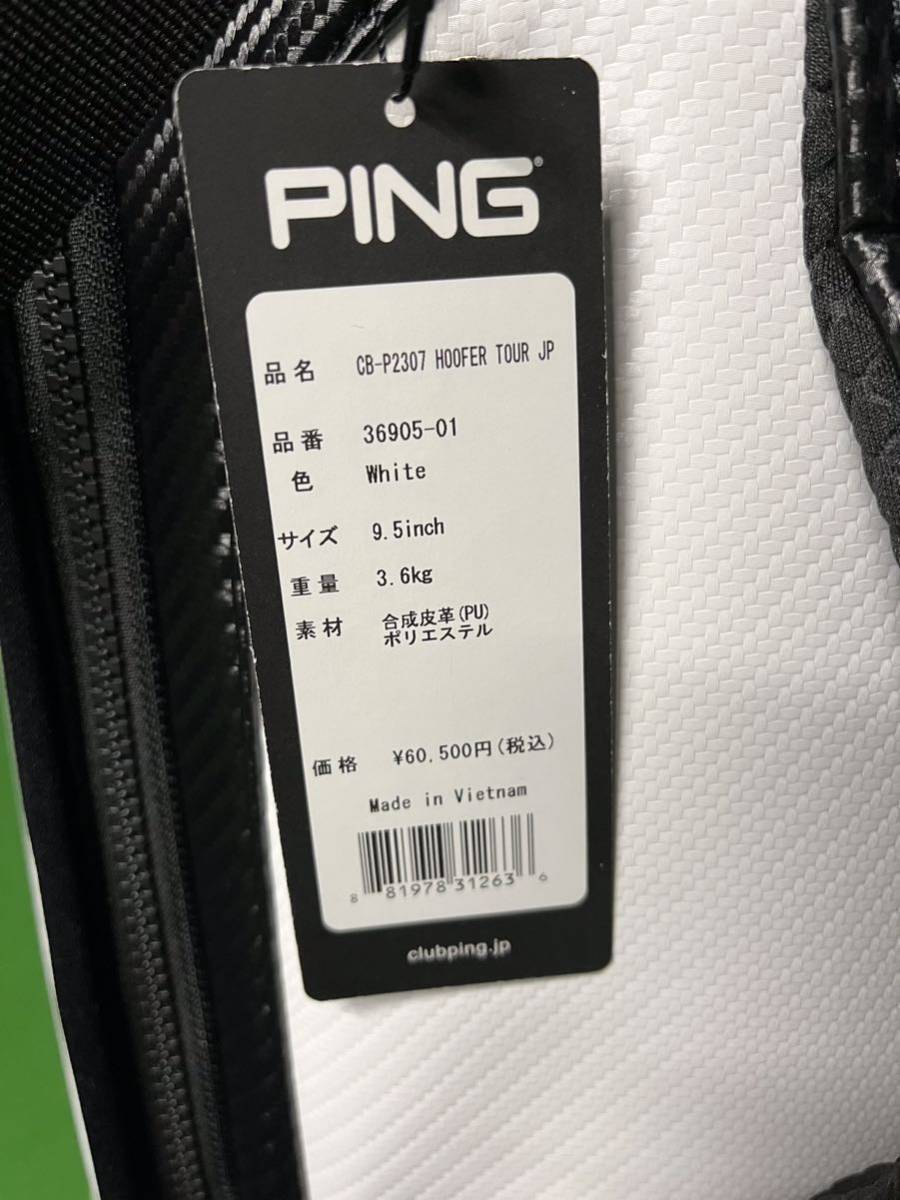 PING®
品名 CB-P2307 HOOFER TOUR JP
品番 36905-01
色 White
サイズ 9.5inch
重量 3.6kg
素材 合成皮革(PU)
ポリエステル
価格 ¥60,500円(税込)
Made in Vietnam
8 81978 31263 6
clubping.jp